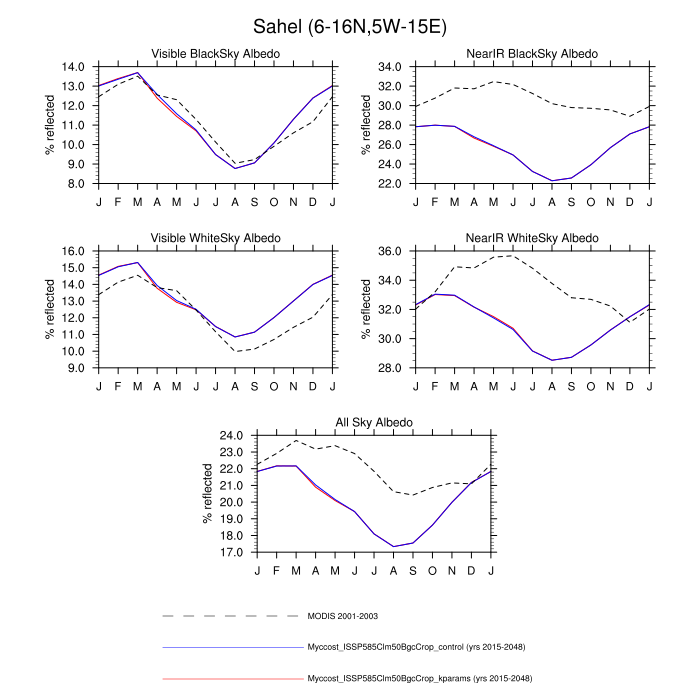 Sahel (6-16N,5W-15E)
Visible BlackSky Albedo
NearIR BlackSky Albedo
% reflected
14.0
13.0
12.0
11.0
10.0
9.0
8.0
J F M A M J J A S O N D J
% reflected
34.0
32.0
30.0
28.0
26.0
24.0
22.0
J F M A M J J A S O N D J
Visible WhiteSky Albedo
NearIR WhiteSky Albedo
% reflected
16.0
15.0
14.0
13.0
12.0
11.0
10.0
9.0
J F M A M J J A S O N D J
% reflected
36.0
34.0
32.0
30.0
28.0
J F M A M J J A S O N D J
All Sky Albedo
% reflected
24.0
23.0
22.0
21.0
20.0
19.0
18.0
17.0
J F M A M J J A S O N D J
MODIS 2001-2003
Myccost_ISSP585Clm50BgcCrop_control (yrs 2015-2048)
Myccost_ISSP585Clm50BgcCrop_kparams (yrs 2015-2048)